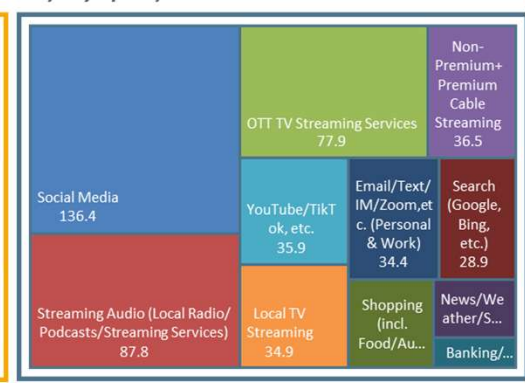 Social Media
136.4
Streaming Audio (Local Radio/
Podcasts/Streaming Services)
87.8
OTT TV Streaming Services
77.9
Non-
Premium+
Premium
Cable
Streaming
36.5
YouTube/TikT
ok, etc.
35.9
Local TV
Streaming
34.9
Email/Text/
IM/Zoom,et
c. (Personal
& Work)
34.4
Search
(Google,
Bing,
etc.)
28.9
Shopping
(incl.
Food/Au...
News/We
ather/S...
Banking/...